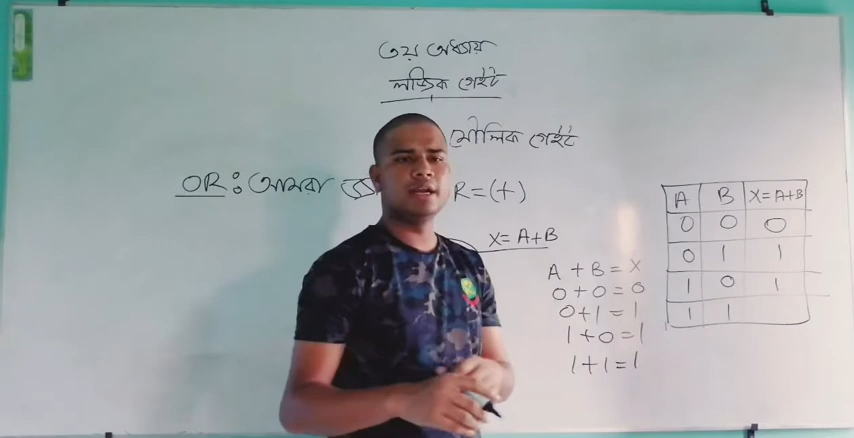 ৩য় অধ্যায়
লজিক গেইট
মৌলিক গেইট
OR: আমরা R=(+)
X=A+B
A + B = X
0 + 0 = 0
0+1 = 1
1+0 =1
1+1=1
A B X=A+B
0 0 0
0 1 1
1 0 1
1 1